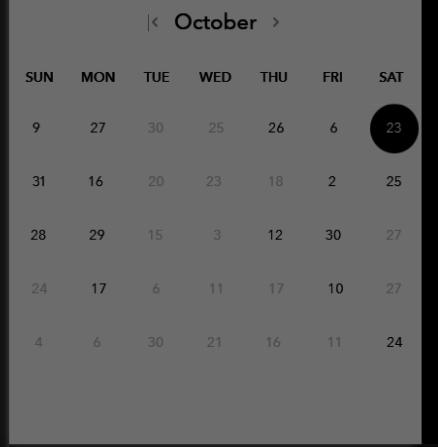 < October >
SUN MON TUE WED THU FRI SAT
9 27 30 25 26 6 23
31 16 20 23 18 2 25
28 29 15 3 12 30 27
24 17 6 11 17 10 27
4 6 30 21 16 11 24